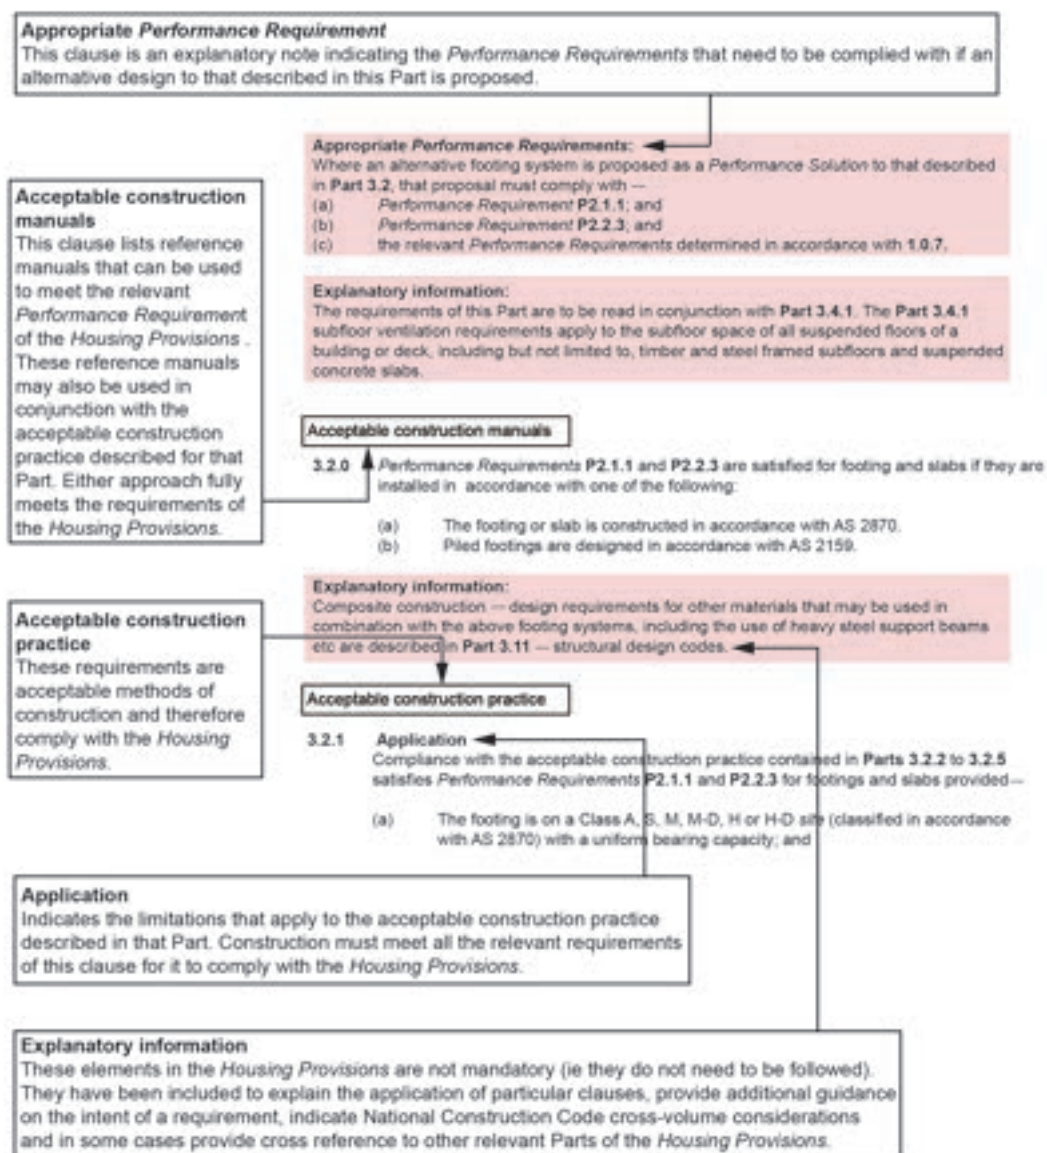 Appropriate Performance Requirement
This clause is an explanatory note indicating the Performance Requirements that need to be complied with if an
alternative design to that described in this Part is proposed.
Appropriate Performance Requirements:
Where an alternative footing system is proposed as a Performance Solution to that described
in Part 3.2, that proposal must comply with —
(a) Performance Requirement P2.1.1; and
(b) Performance Requirement P2.2.3; and
(c) the relevant Performance Requirements determined in accordance with 1.0.7.
Acceptable construction
manuals
This clause lists reference
manuals that can be used
to meet the relevant
Performance Requirement
of the Housing Provisions .
These reference manuals
may also be used in
conjunction with the
acceptable construction
practice described for that
Part. Either approach fully
meets the requirements of
the Housing Provisions.
Explanatory information:
The requirements of this Part are to be read in conjunction with Part 3.4.1. The Part 3.4.1
subfloor ventilation requirements apply to the subfloor space of all suspended floors of a
building or deck, including but not limited to, timber and steel framed subfloors and suspended
concrete slabs.
Acceptable construction manuals
3.2.0 Performance Requirements P2.1.1 and P2.2.3 are satisfied for footing and slabs if they are
installed in accordance with one of the following:
(a) The footing or slab is constructed in accordance with AS 2870.
(b) Piled footings are designed in accordance with AS 2159.
Explanatory information:
Composite construction — design requirements for other materials that may be used in
combination with the above footing systems, including the use of heavy steel support beams
etc are described in Part 3.11 — structural design codes.
Acceptable construction
practice
These requirements are
acceptable methods of
construction and therefore
comply with the Housing
Provisions.
Acceptable construction practice
3.2.1 Application
Compliance with the acceptable construction practice contained in Parts 3.2.2 to 3.2.5
satisfies Performance Requirements P2.1.1 and P2.2.3 for footings and slabs provided—
(a) The footing is on a Class A, S, M, M-D, H or H-D site (classified in accordance
with AS 2870) with a uniform bearing capacity; and
Application
Indicates the limitations that apply to the acceptable construction practice
described in that Part. Construction must meet all the relevant requirements
of this clause for it to comply with the Housing Provisions.
Explanatory information
These elements in the Housing Provisions are not mandatory (ie they do not need to be followed).
They have been included to explain the application of particular clauses, provide additional guidance
on the intent of a requirement, indicate National Construction Code cross-volume considerations
and in some cases provide cross reference to other relevant Parts of the Housing Provisions.